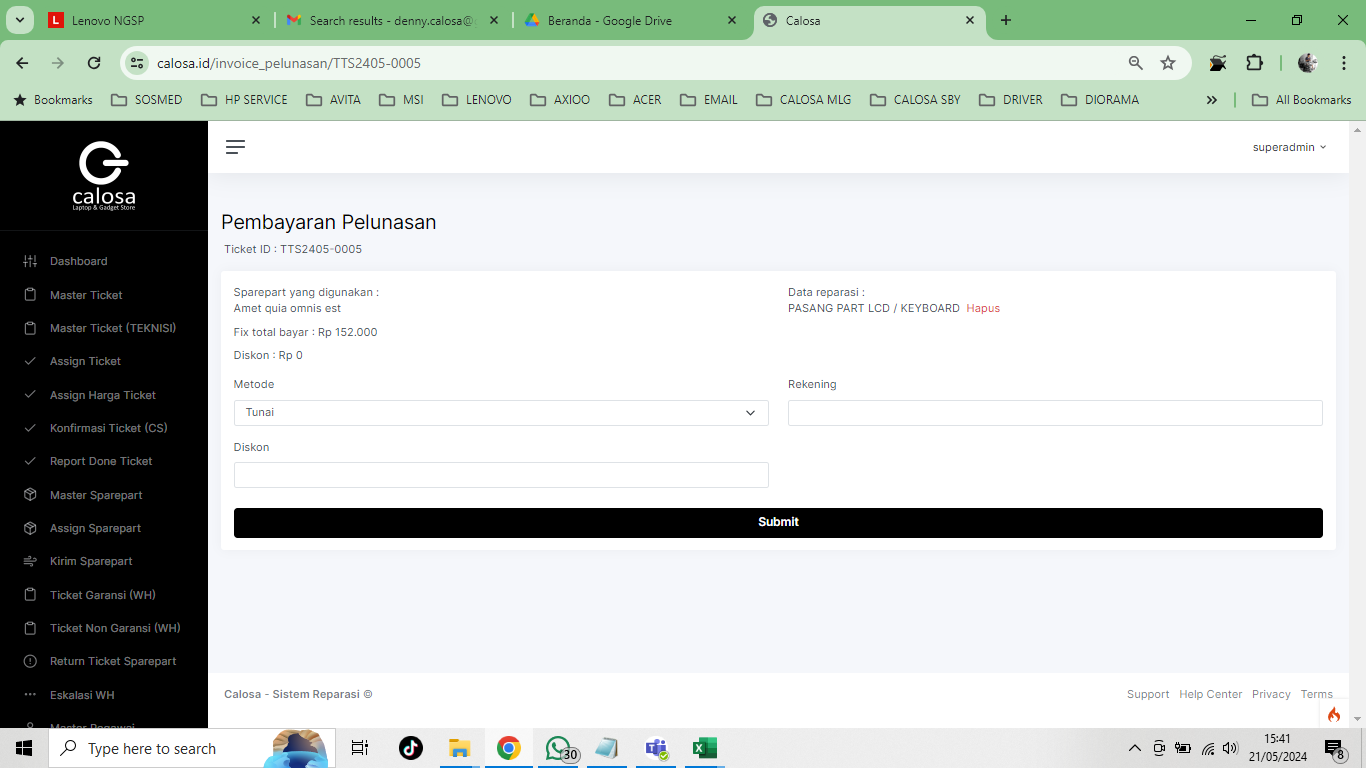 Lenovo NGSP
Search results - denny.calosa@
Beranda - Google Drive
Calosa
calosa.id/invoice_pelunasan/TTS2405-0005
Bookmarks
SOSMED
HP SERVICE
AVITA
MSI
LENOVO
AXIOO
ACER
EMAIL
CALOSA MLG
CALOSA SBY
DRIVER
DIORAMA
All Bookmarks
calosa
Laptop & Gadget Store
superadmin
Dashboard
Master Ticket
Master Ticket (TEKNISI)
Assign Ticket
Assign Harga Ticket
Konfirmasi Ticket (CS)
Report Done Ticket
Master Sparepart
Assign Sparepart
Kirim Sparepart
Ticket Garansi (WH)
Ticket Non Garansi (WH)
Return Ticket Sparepart
Eskalasi WH
Master Pegawai
Pembayaran Pelunasan
Ticket ID : TTS2405-0005
Sparepart yang digunakan :
Amet quia omnis est
Data reparasi :
PASANG PART LCD / KEYBOARD Hapus
Fix total bayar : Rp 152.000
Diskon : Rp 0
Metode
Tunai
Rekening
Diskon
Submit
Calosa - Sistem Reparasi ©
Support Help Center Privacy Terms
Type here to search
30
15:41
21/05/2024
8